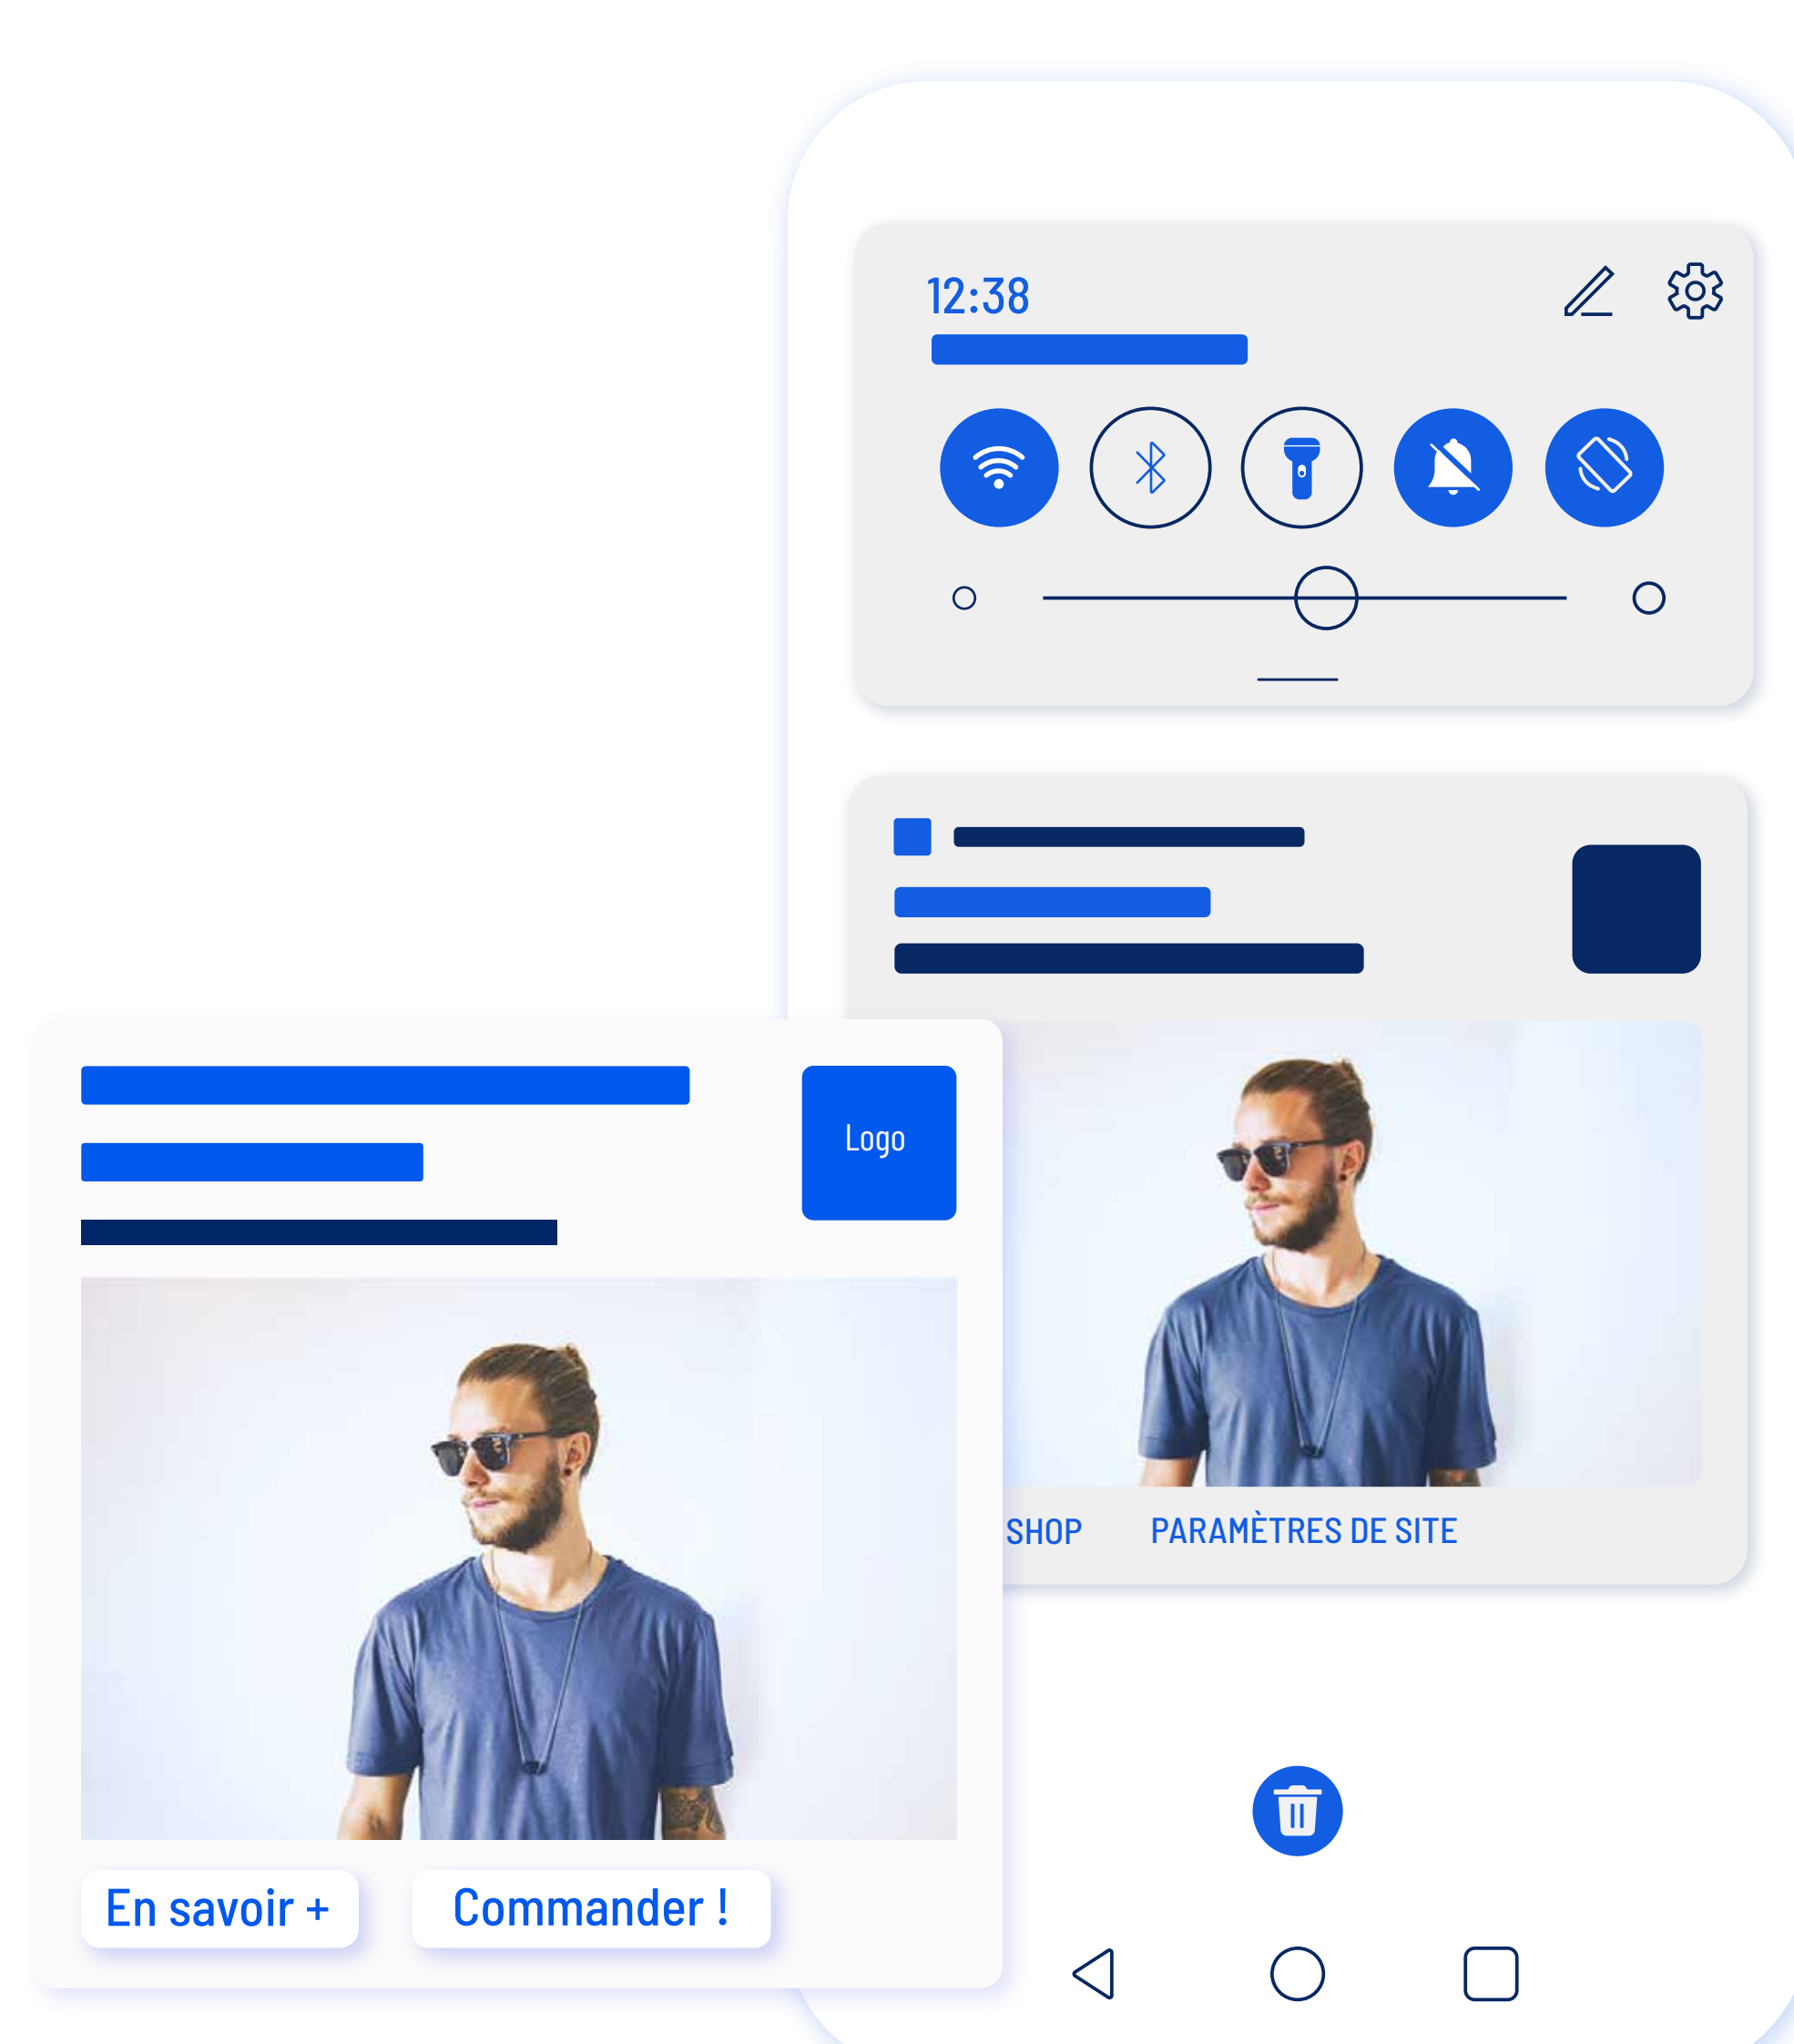 12:38
Logo
SHOP
PARAMÈTRES DE SITE
En savoir +
Commander !